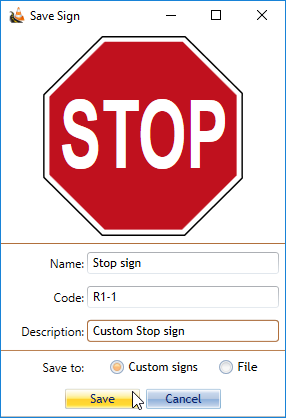 Save Sign
STOP
Name: Stop sign
Code: R1-1
Description: Custom Stop sign
Save to: Custom signs File
Save Cancel